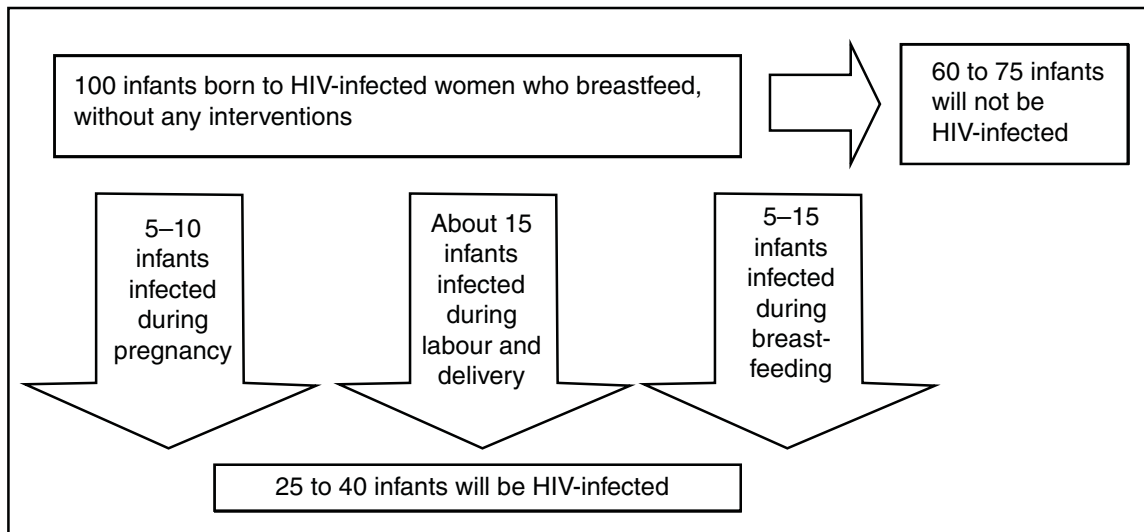 100 infants born to HIV-infected women who breastfeed,
without any interventions
60 to 75 infants
will not be
HIV-infected
5–10
infants
infected
during
pregnancy
About 15
infants
infected
during
labour and
delivery
5–15
infants
infected
during
breast-
feeding
25 to 40 infants will be HIV-infected